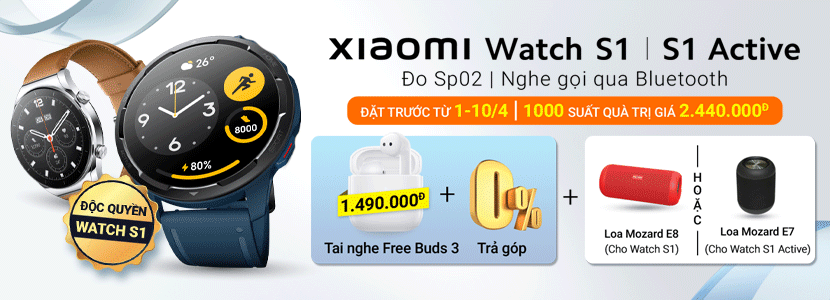 xiaomi Watch S1 | S1 Active
Đo Sp02 | Nghe gọi qua Bluetooth
ĐẶT TRƯỚC TỪ 1-10/4 | 1000 SUẤT QUÀ TRỊ GIÁ 2.440.000Đ
26°
8000
80%
ĐỘC QUYỀN
WATCH S1
1.490.000Đ
+
0%
+
Tai nghe Free Buds 3
Trả góp
Loa Mozard E8
(Cho Watch S1)
HOẶC
Loa Mozard E7
(Cho Watch S1 Active)